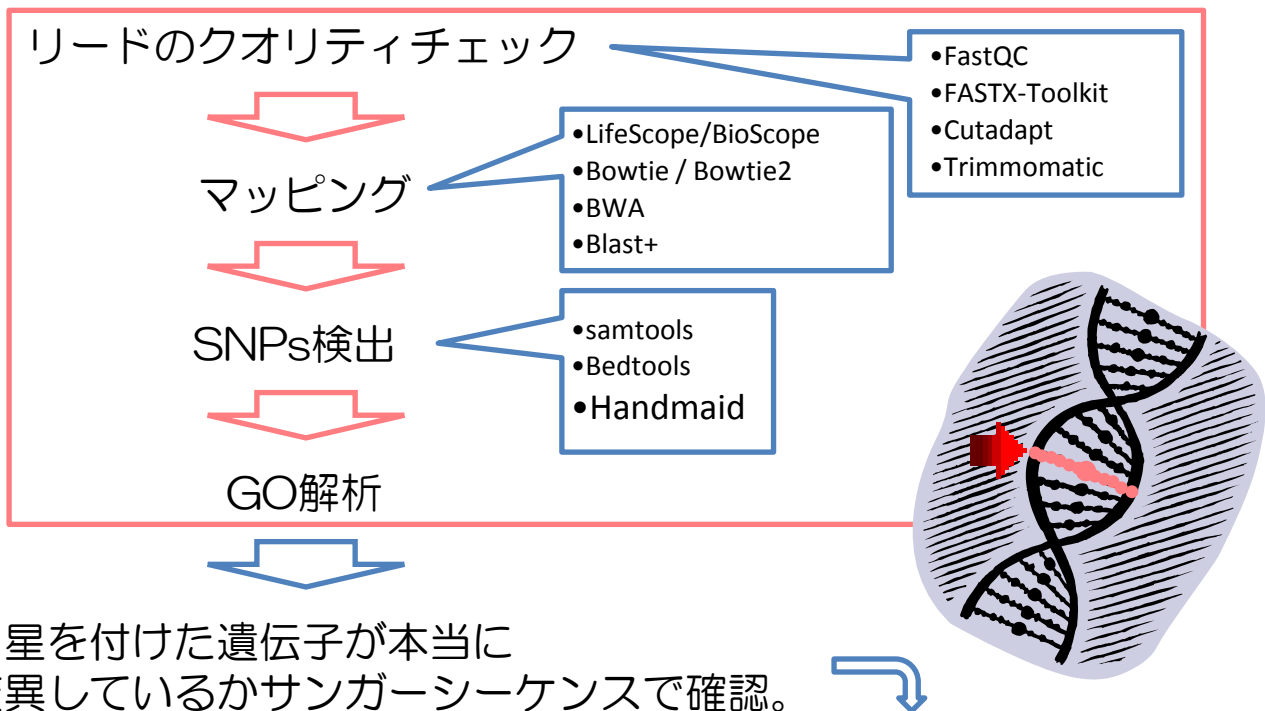 リードのクオリティチェック
•FastQC
•FASTX-Toolkit
•Cutadapt
•Trimmomatic
マッピング
•LifeScope/BioScope
•Bowtie / Bowtie2
•BWA
•Blast+
SNPs検出
•samtools
•Bedtools
•Handmaid
GO解析
星を付けた遺伝子が本当に
異しているかサンガーシーケンスで確認。